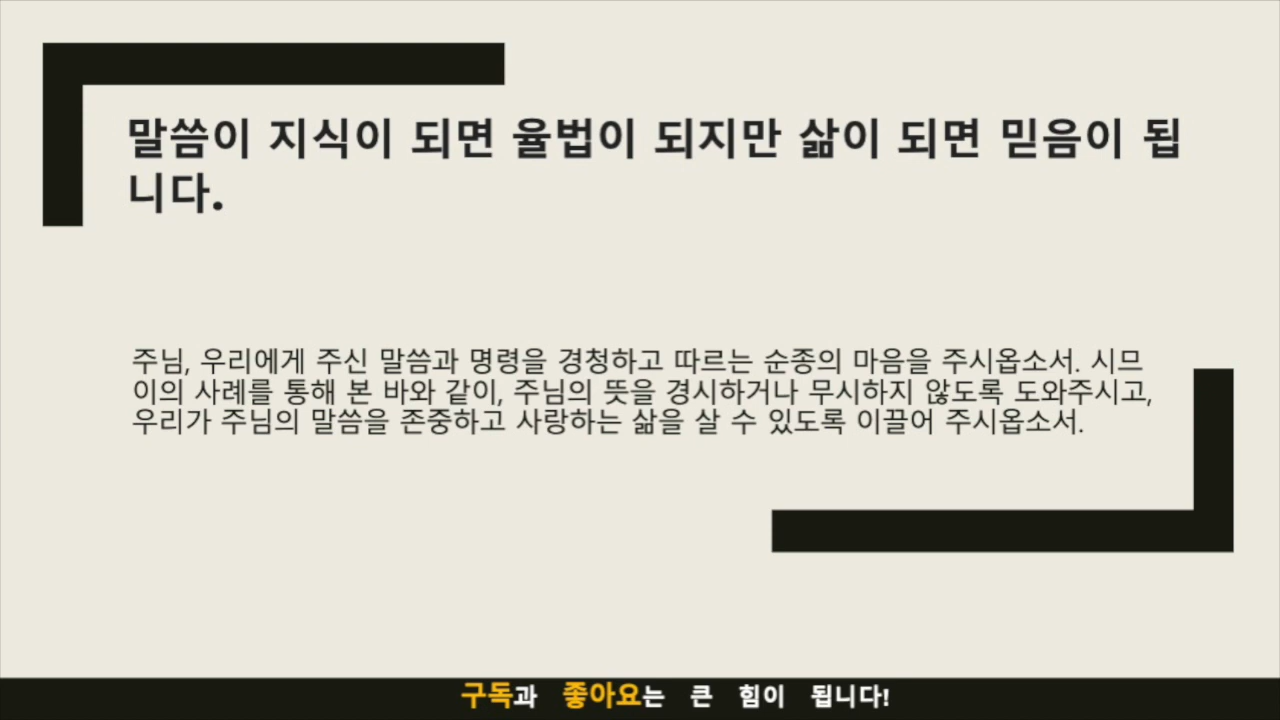 말씀이 지식이 되면 율법이 되지만 삶이 되면 믿음이 됩
니다.
주님, 우리에게 주신 말씀과 명령을 경청하고 따르는 순종의 마음을 주시옵소서. 시므
이의 사례를 통해 본 바와 같이, 주님의 뜻을 경시하거나 무시하지 않도록 도와주시고,
우리가 주님의 말씀을 존중하고 사랑하는 삶을 살 수 있도록 이끌어 주시옵소서.
구독과 좋아요는 큰 힘이 됩니다!